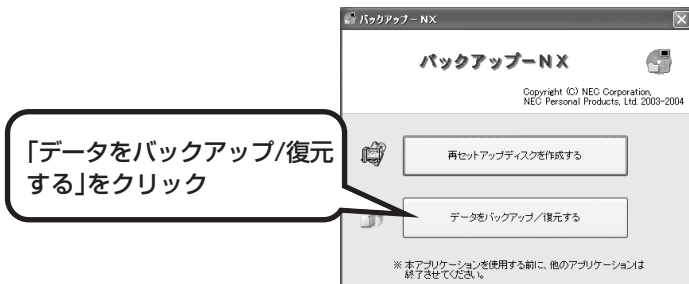 バックアップ－NX
バックアップーNX
Copyright (C) NEC Corporation,
NEC Personal Products, Ltd. 2003-2004
「データをバックアップ/復元
する」をクリック
再セットアップディスクを作成する
データをバックアップ／復元する
※ 本アプリケーションを使用する前に、他のアプリケーションは
終了させてください。